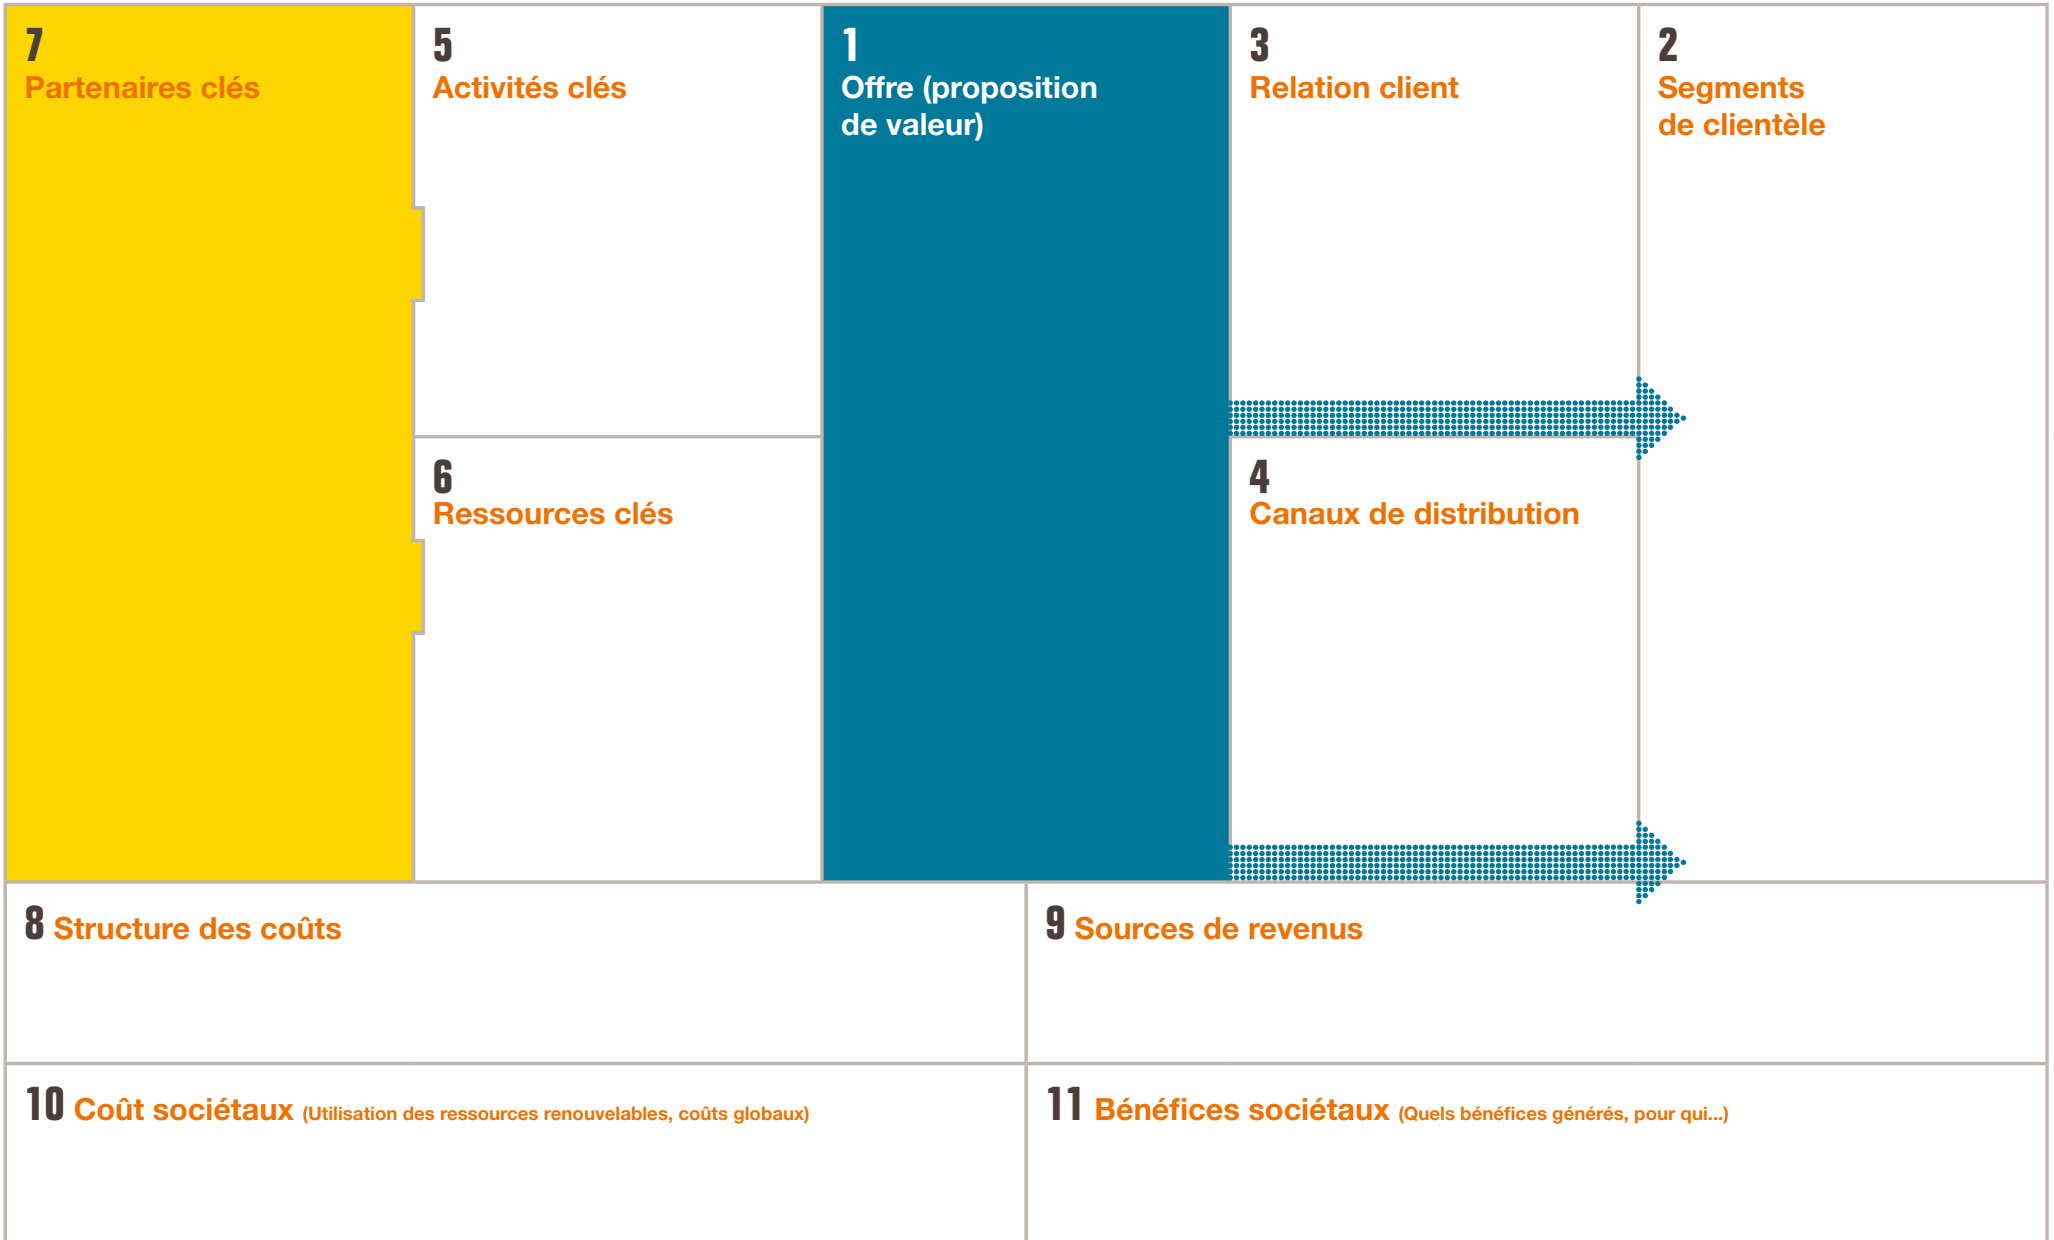 7
Partenaires clés
5
Activités clés
6
Ressources clés
1
Offre (proposition
de valeur)
3
Relation client
4
Canaux de distribution
2
Segments
de clientèle
8 Structure des coûts
9 Sources de revenus
10 Coût sociétaux (Utilisation des ressources renouvelables, coûts globaux)
11 Bénéfices sociétaux (Quels bénéfices générés, pour qui...)